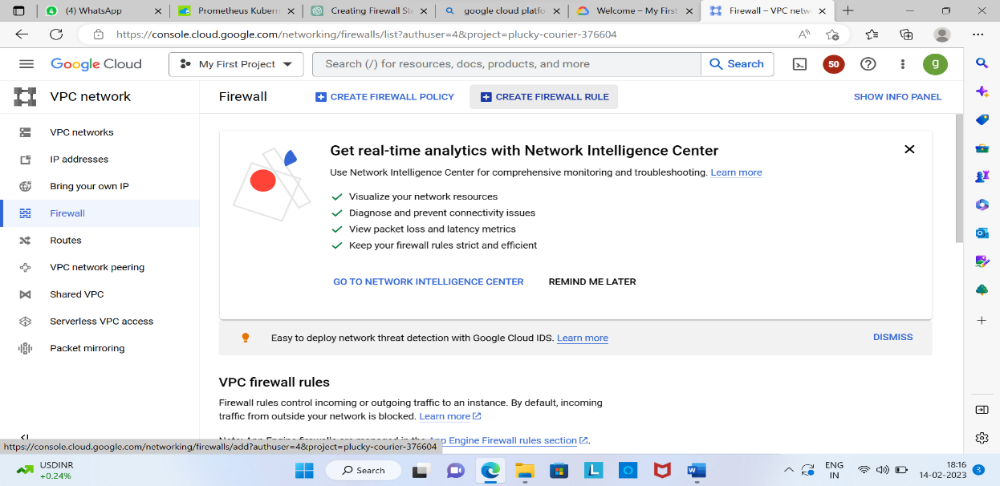 (4) WhatsApp
Prometheus Kubern
Creating Firewall St
google cloud platfo
Welcome – My First
Firewall – VPC netw
https://console.cloud.google.com/networking/firewalls/list?authuser=4&project=plucky-courier-376604
Google Cloud
My First Project
Search (/) for resources, docs, products, and more
Search
50
g
VPC network
Firewall
CREATE FIREWALL POLICY
CREATE FIREWALL RULE
SHOW INFO PANEL
VPC networks
IP addresses
Bring your own IP
Firewall
Routes
VPC network peering
Shared VPC
Serverless VPC access
Packet mirroring
Get real-time analytics with Network Intelligence Center
Use Network Intelligence Center for comprehensive monitoring and troubleshooting. Learn more
Visualize your network resources
Diagnose and prevent connectivity issues
View packet loss and latency metrics
Keep your firewall rules strict and efficient
GO TO NETWORK INTELLIGENCE CENTER
REMIND ME LATER
Easy to deploy network threat detection with Google Cloud IDS. Learn more
DISMISS
VPC firewall rules
Firewall rules control incoming or outgoing traffic to an instance. By default, incoming
traffic from outside your network is blocked. Learn more
Note: App Engine firewalls are managed in the App Engine Firewall rules section.
https://console.cloud.google.com/networking/firewalls/add?authuser=4&project=plucky-courier-376604
USDINR
+0.24%
Search
ENG
IN
18:16
14-02-2023
3